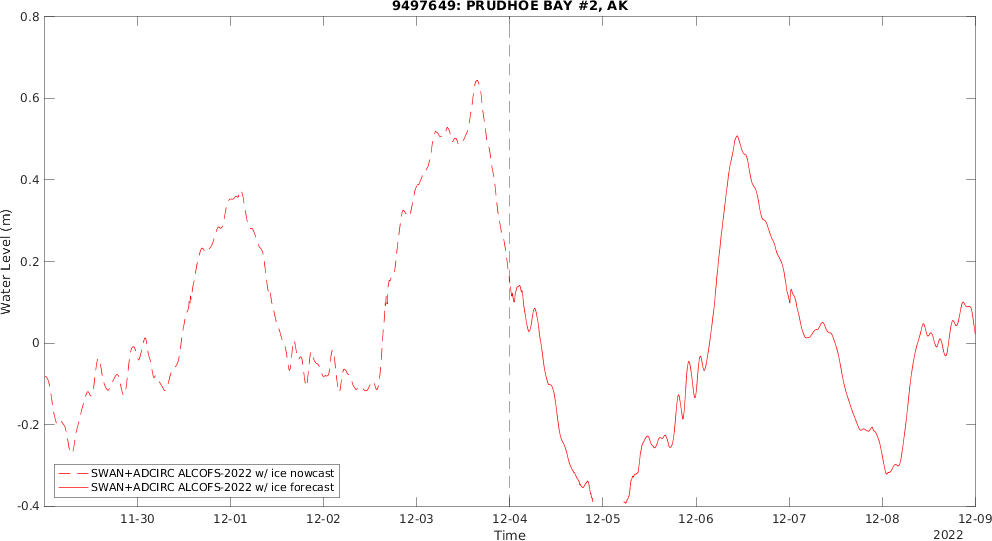 9497649: PRUDHOE BAY #2, AK
0.8
0.6
0.4
0.2
0
-0.2
-0.4
Water Level (m)
SWAN+ADCIRC ALCOFS-2022 w/ ice nowcast
SWAN+ADCIRC ALCOFS-2022 w/ ice forecast
11-30 12-01 12-02 12-03 12-04 12-05 12-06 12-07 12-08 12-09
Time
2022